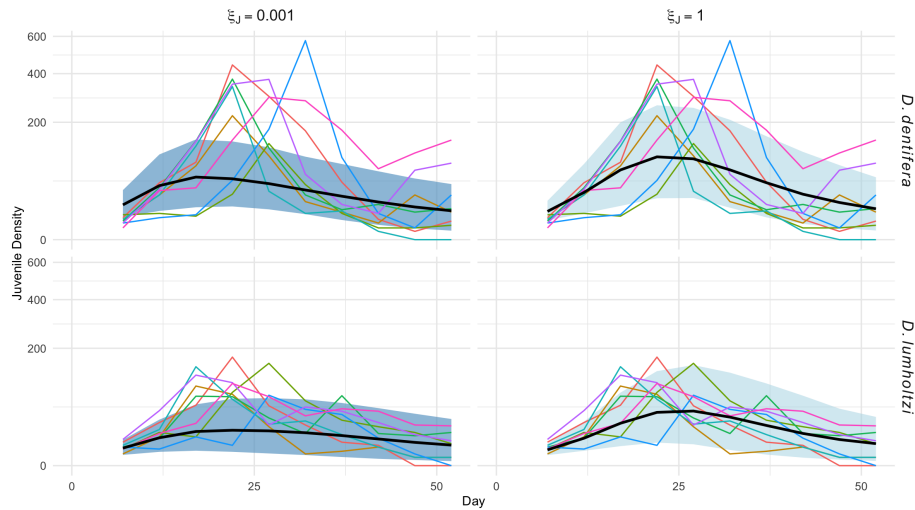 ξJ = 0.001
ξJ = 1
600
400
200
0
D. dentifera
Juvenile Density
600
400
200
0
D. lumholtzi
0
25
50
0
25
50
Day